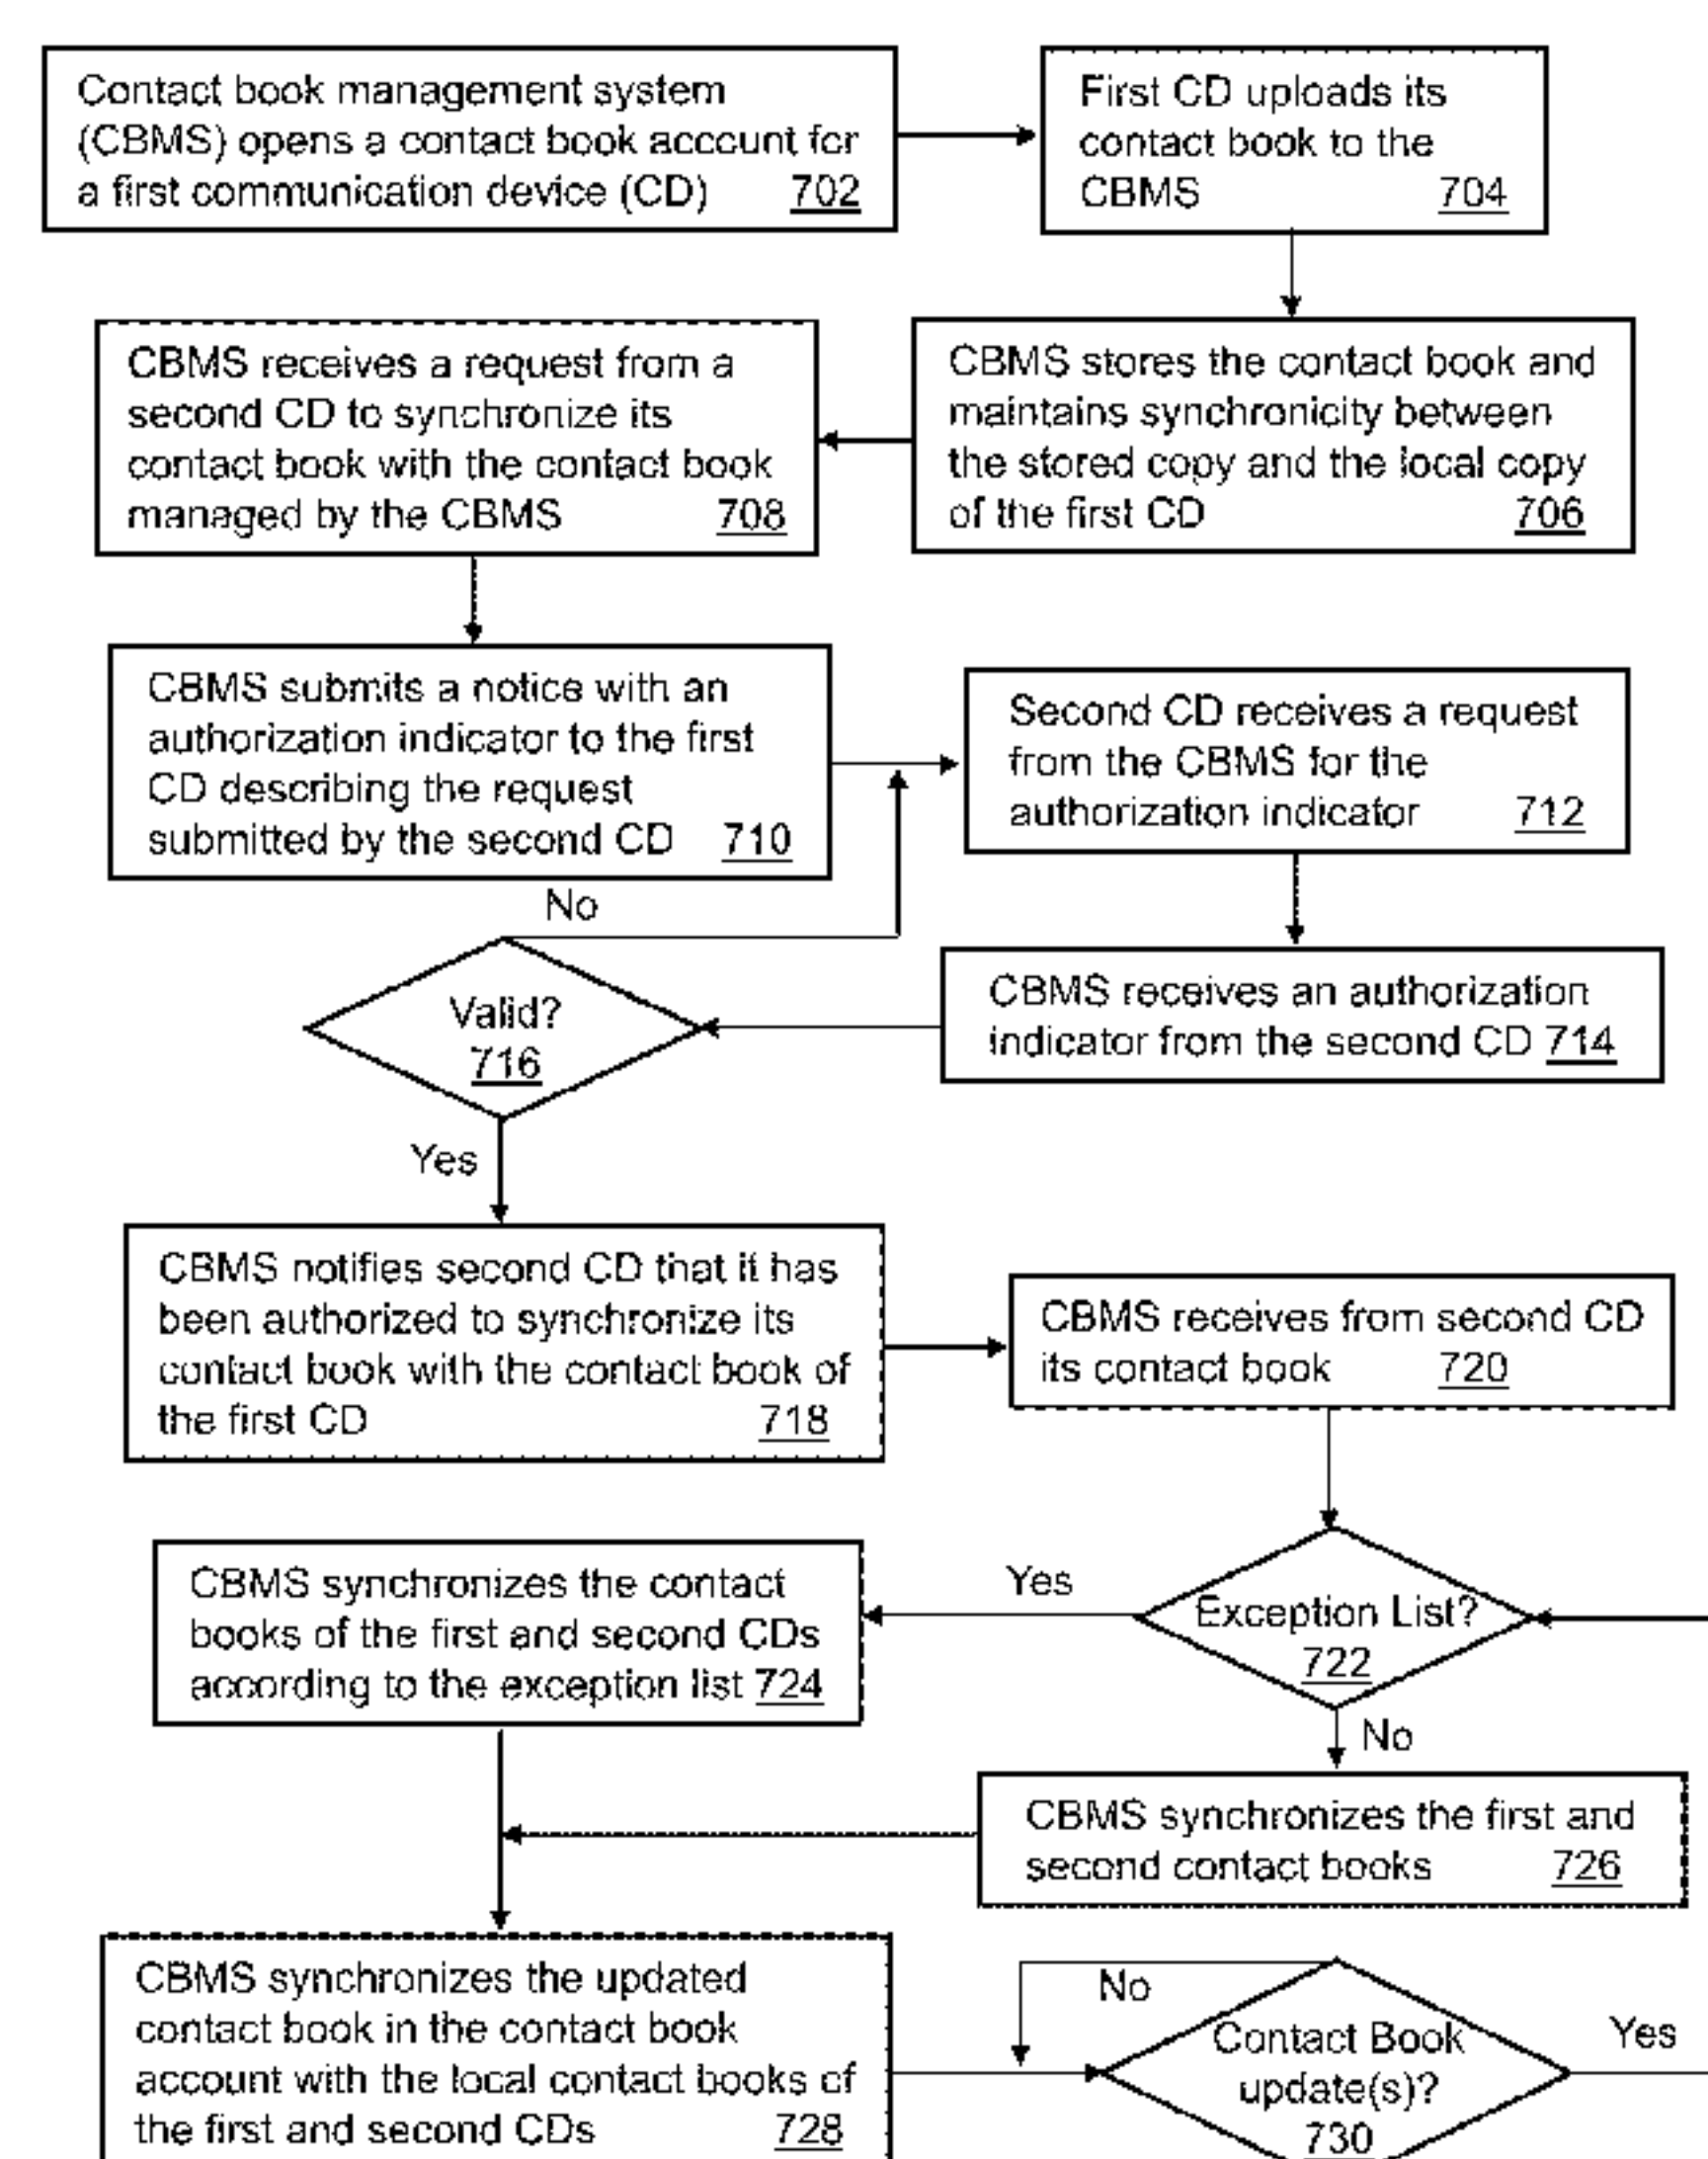 Contact book management system
(CBMS) opens a contact book account for
a first communication device (CD) 702
First CD uploads its
contact book to the
CBMS 704
CBMS stores the contact book and
maintains synchronicity between
the stored copy and the local copy
of the first CD 706
CBMS receives a request from a
second CD to synchronize its
contact book with the contact book
managed by the CBMS 708
CBMS submits a notice with an
authorization indicator to the first
CD describing the request
submitted by the second CD 710
Second CD receives a request
from the CBMS for the
authorization indicator 712
CBMS receives an authorization
indicator from the second CD 714
No
Valid?
716
Yes
CBMS notifies second CD that it has
been authorized to synchronize its
contact book with the contact book of
the first CD 718
CBMS receives from second CD
its contact book 720
Exception List?
722
Yes
CBMS synchronizes the contact
books of the first and second CDs
according to the exception list 724
No
CBMS synchronizes the first and
second contact books 726
CBMS synchronizes the updated
contact book in the contact book
account with the local contact books of
the first and second CDs 728
No
Contact Book
update(s)?
730
Yes